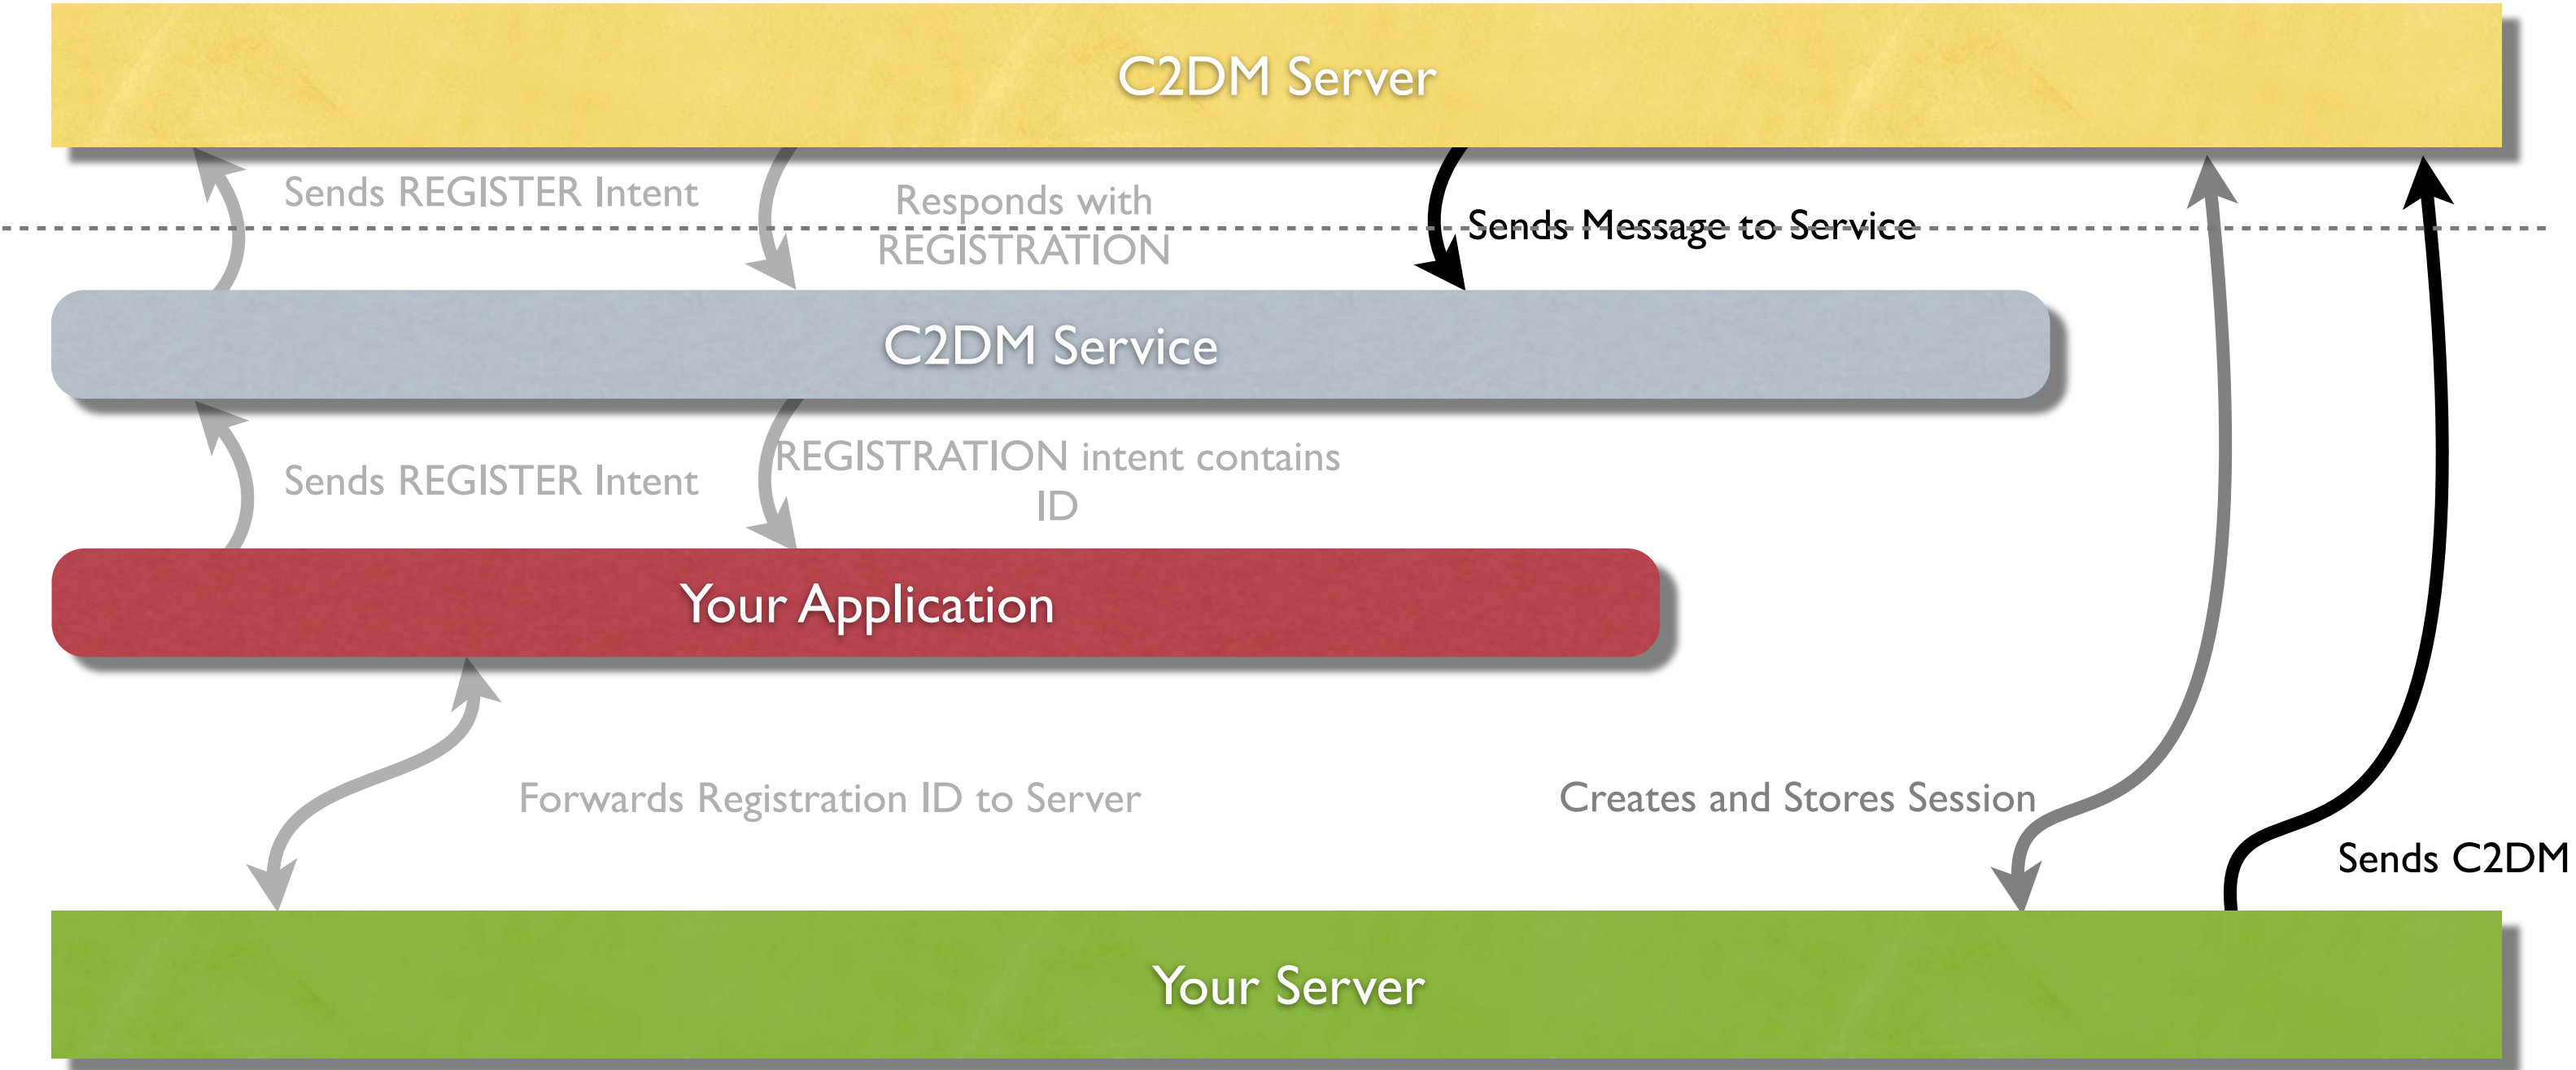 C2DM Server
Sends REGISTER Intent
Responds with
REGISTRATION
Sends Message to Service
C2DM Service
Sends REGISTER Intent
REGISTRATION intent contains
ID
Your Application
Forwards Registration ID to Server
Creates and Stores Session
Sends C2DM
Your Server